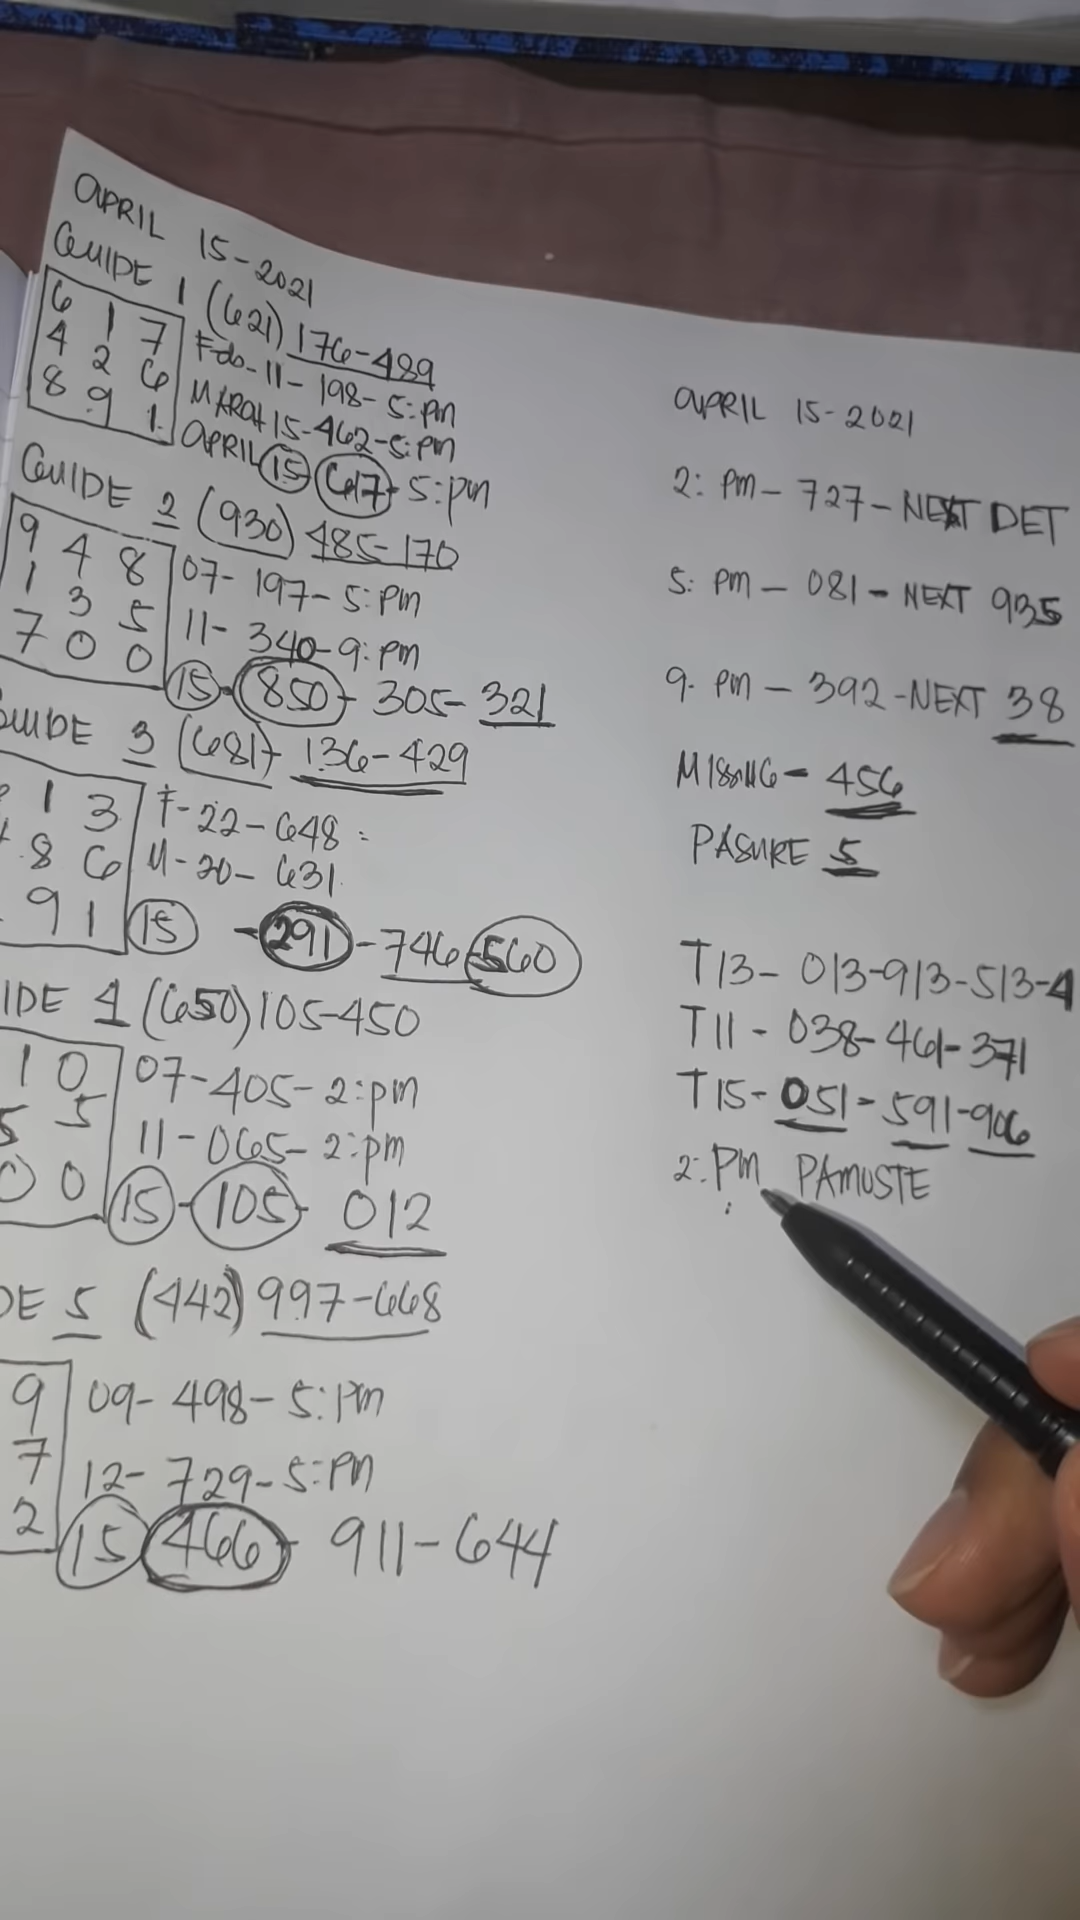 APRIL 15-2021
GUIDE 1 (621) 176-489
6 1 7
4 2 6
8 9 1
Feb-11-198-5:pm
MARCH 15-462-5:pm
APRIL 15 617-5:pm
GUIDE 2 (930) 485-170
9 4 8
1 3 5
7 0 0
07-197-5:pm
11-340-9:pm
15-850-305-321
GUIDE 3 (681)-136-429
1 3
8 6
9 1
F-22-648=
M-20-631
15 -291-746-560
IDE 4 (650) 105-450
1 0
5 5
0 0
07-405-2:pm
11-065-2:pm
15-105-012
DE 5 (442) 997-668
9
7
2
09-498-5:pm
12-729-5:pm
15 466-911-644
APRIL 15-2021
2: pm-727-NEXT DET
5: pm-081-NEXT 935
9. pm-392-NEXT 38
MISSING-456
PASURE 5
T13-013-913-513-4
T11-038-461-371
T15-051-591-906
2:pm PAMUSTE